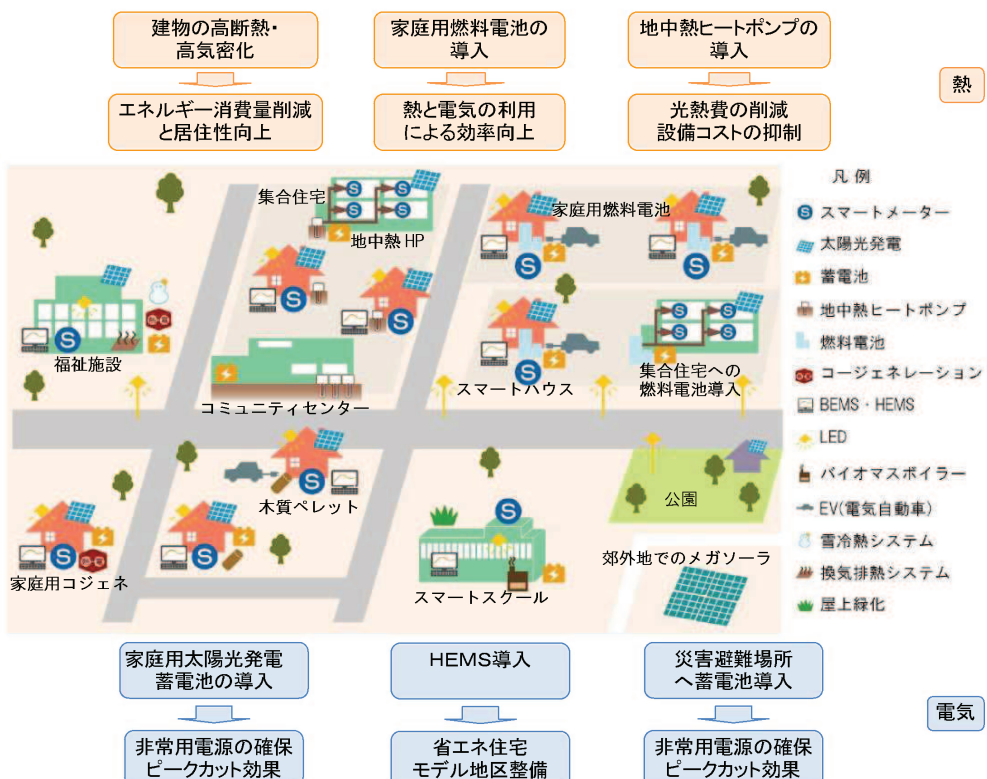 建物の高断熱・
高気密化
家庭用燃料電池の
導入
地中熱ヒートポンプの
導入
熱
エネルギー消費量削減
と居住性向上
熱と電気の利用
による効率向上
光熱費の削減
設備コストの抑制
集合住宅
地中熱HP
家庭用燃料電池
福祉施設
コミュニティセンター
スマートハウス
集合住宅への
燃料電池導入
木質ペレット
公園
家庭用コジェネ
スマートスクール
郊外地でのメガソーラ
凡例
スマートメーター
太陽光発電
蓄電池
地中熱ヒートポンプ
燃料電池
コージェネレーション
BEMS・HEMS
LED
バイオマスボイラー
EV(電気自動車)
雪冷熱システム
換気排熱システム
屋上緑化
家庭用太陽光発電
蓄電池の導入
HEMS導入
災害避難場所
へ蓄電池導入
電気
非常用電源の確保
ピークカット効果
省エネ住宅
モデル地区整備
非常用電源の確保
ピークカット効果